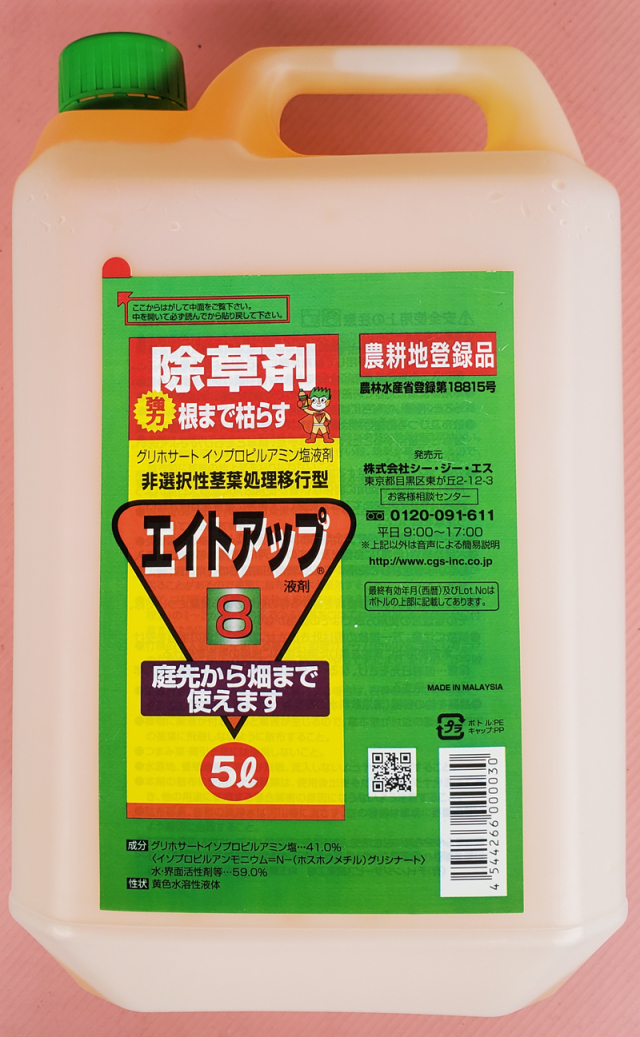 ここからはがして中面をご覧下さい。
中を開いて必ず読んでから貼り戻して下さい。
除草剤
強力
根まで枯らす
グリホサート イソプロピルアミン塩液剤
非選択性茎葉処理移行型
エイトアップ®
液剤
8
庭先から畑まで
使えます
5ℓ
農耕地登録品
農林水産省登録第18815号
発売元
株式会社シー・ジー・エス
東京都目黒区東が丘2-12-3
お客様相談センター
0120-091-611
平日 9:00〜17:00
※上記以外は音声による簡易説明
http://www.cgs-inc.co.jp
最終有効年月(西暦)及びLot.Noは
ボトルの上部に記載してあります。
MADE IN MALAYSIA
プラ
ボトル:PE
キャップ:PP
4 544266 000030
成分 グリホサートイソプロピルアミン塩…41.0%
〈イソプロピルアンモニウム=N-(ホスホノメチル)グリシナート〉
水・界面活性剤等…59.0%
性状 黄色水溶性液体